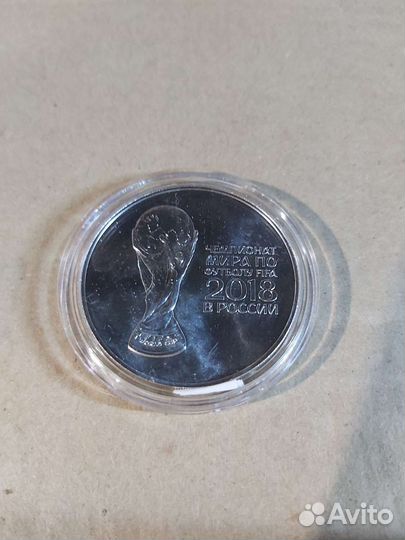 ЧЕМПИОНАТ
МИРА ПО
ФУТБОЛУ FIFA
2018
В РОССИИ
Avito